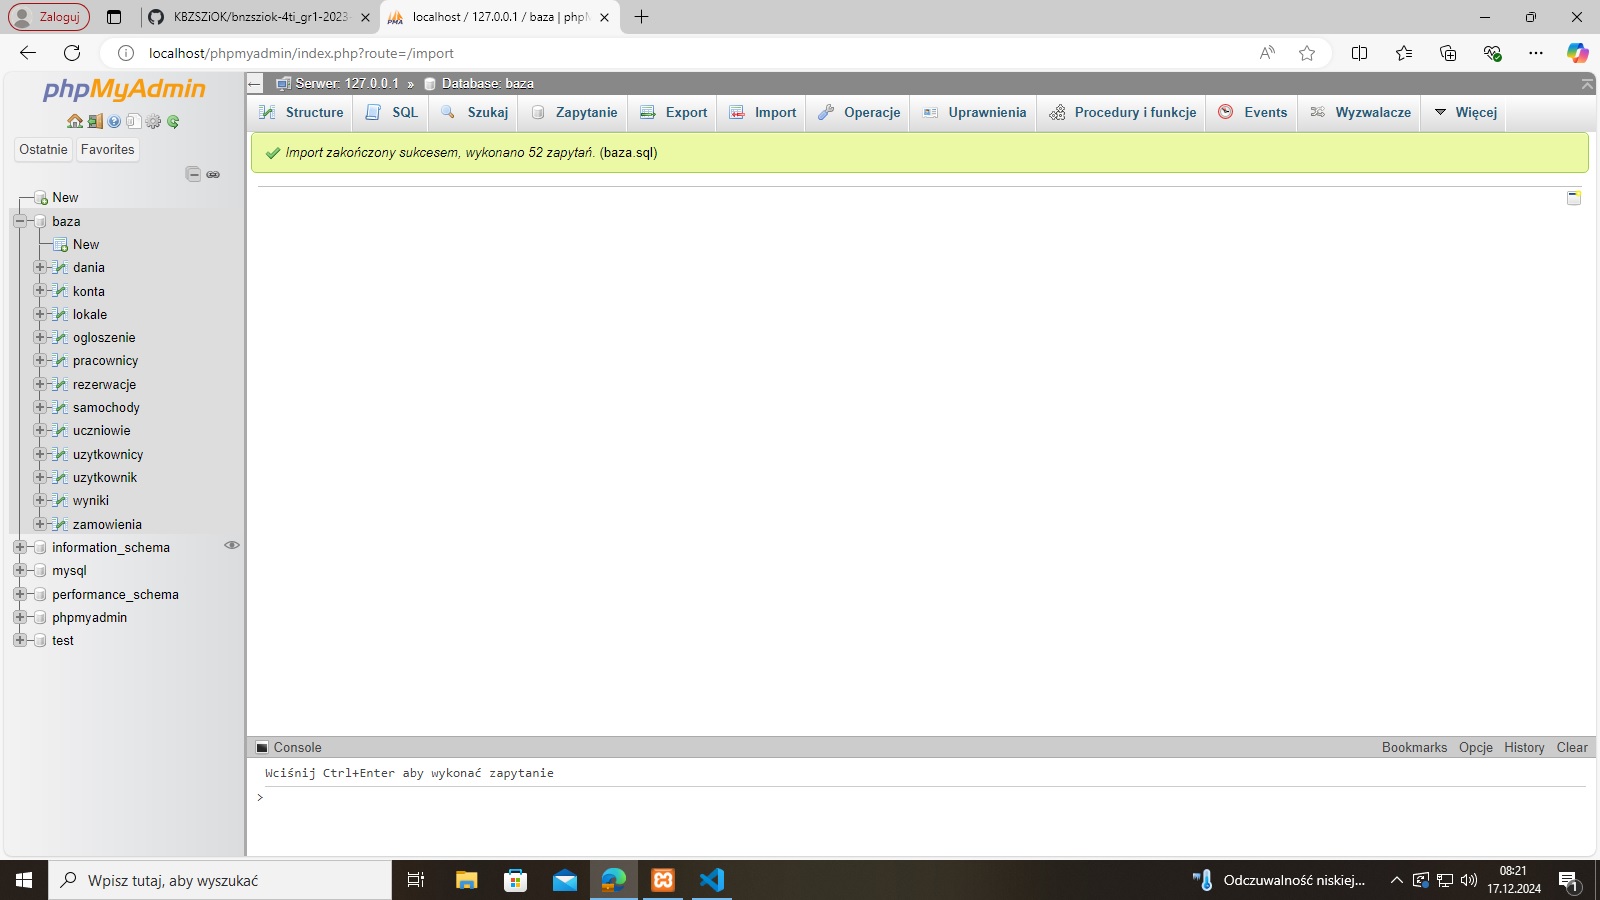 Zaloguj
KBZSZiOK/bnzsziok-4ti_gr1-2023-
localhost / 127.0.0.1 / baza | phpM
localhost/phpmyadmin/index.php?route=/import
phpMyAdmin
Ostatnie
Favorites
New
baza
New
dania
konta
lokale
ogloszenie
pracownicy
rezerwacje
samochody
uczniowie
uzytkownicy
uzytkownik
wyniki
zamowienia
information_schema
mysql
performance_schema
phpmyadmin
test
Serwer: 127.0.0.1 » Database: baza
Structure SQL Szukaj Zapytanie Export Import Operacje Uprawnienia Procedury i funkcje Events Wyzwalacze Więcej
Import zakończony sukcesem, wykonano 52 zapytań. (baza.sql)
Console
Bookmarks Opcje History Clear
Wciśnij Ctrl+Enter aby wykonać zapytanie
>
Wpisz tutaj, aby wyszukać
Odczuwalność niskiej...
08:21
17.12.2024
1